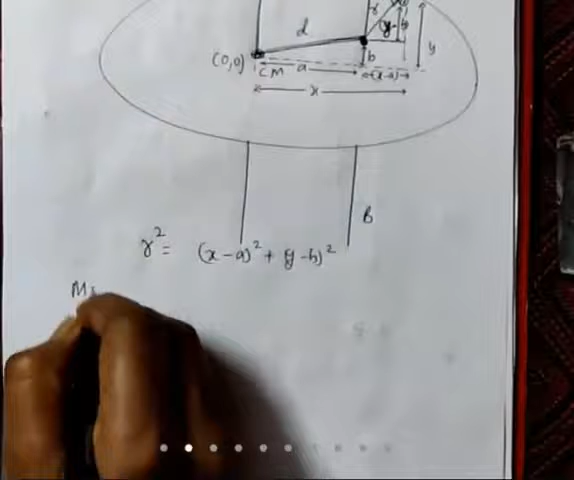 d
r
y-b
y
(0,0)
b
CM a (x-a)
x
B
r² = (x-a)² + (y-b)²